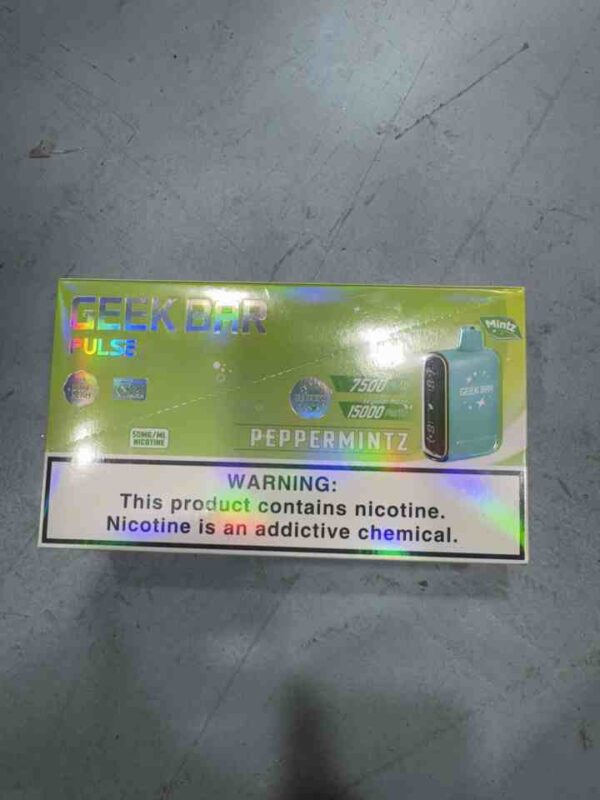 GEEK BAR
PULSE
Mintz
GEEK BAR
7500
15000
50MG/ML
NICOTINE
PEPPERMINTZ
WARNING:
This product contains nicotine.
Nicotine is an addictive chemical.